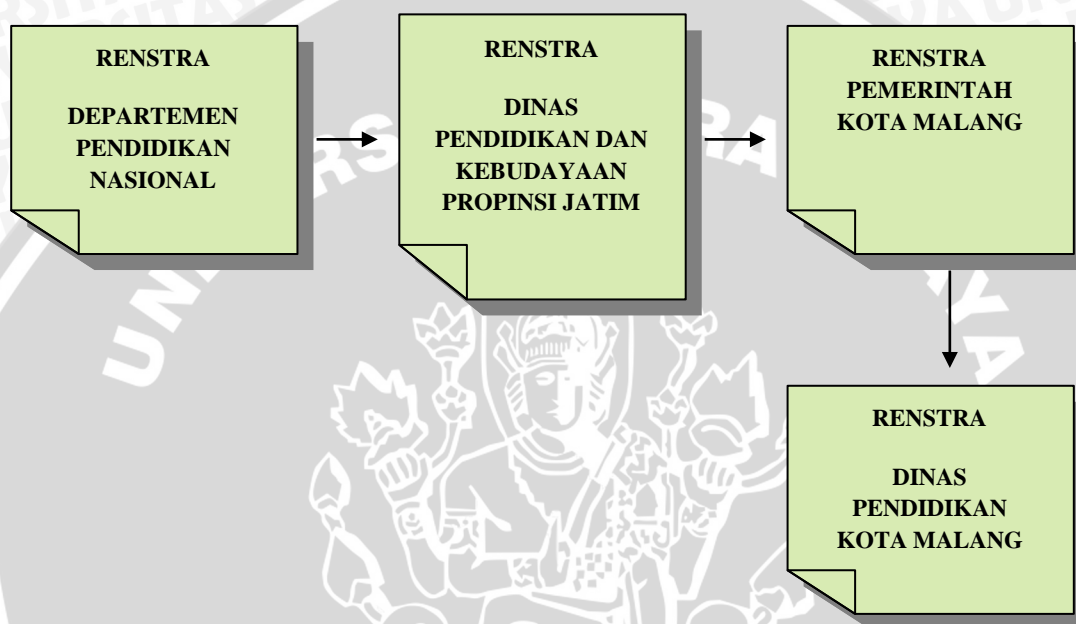 RENSTRA
DEPARTEMEN
PENDIDIKAN
NASIONAL
RENSTRA
DINAS
PENDIDIKAN DAN
KEBUDAYAAN
PROPINSI JATIM
RENSTRA
PEMERINTAH
KOTA MALANG
RENSTRA
DINAS
PENDIDIKAN
KOTA MALANG